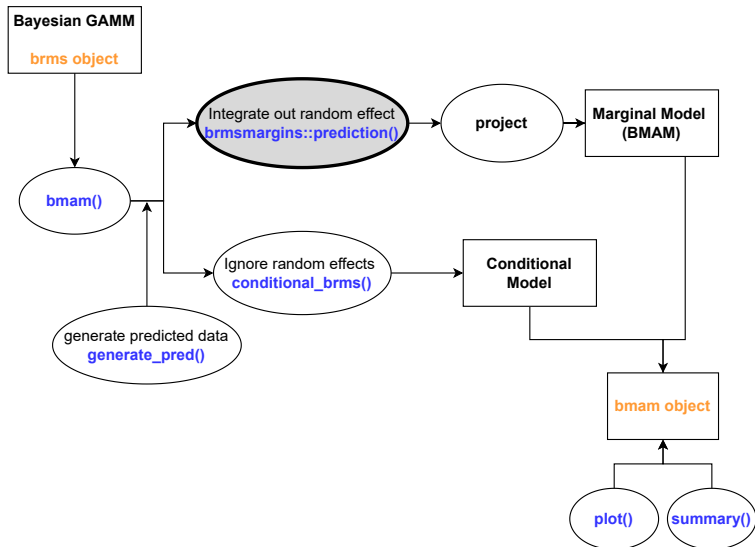 Bayesian GAMM
brms object
Integrate out random effect
brmsmargins::prediction()
project
Marginal Model
(BMAM)
bmam()
Ignore random effects
conditional_brms()
Conditional
Model
generate predicted data
generate_pred()
bmam object
plot()
summary()